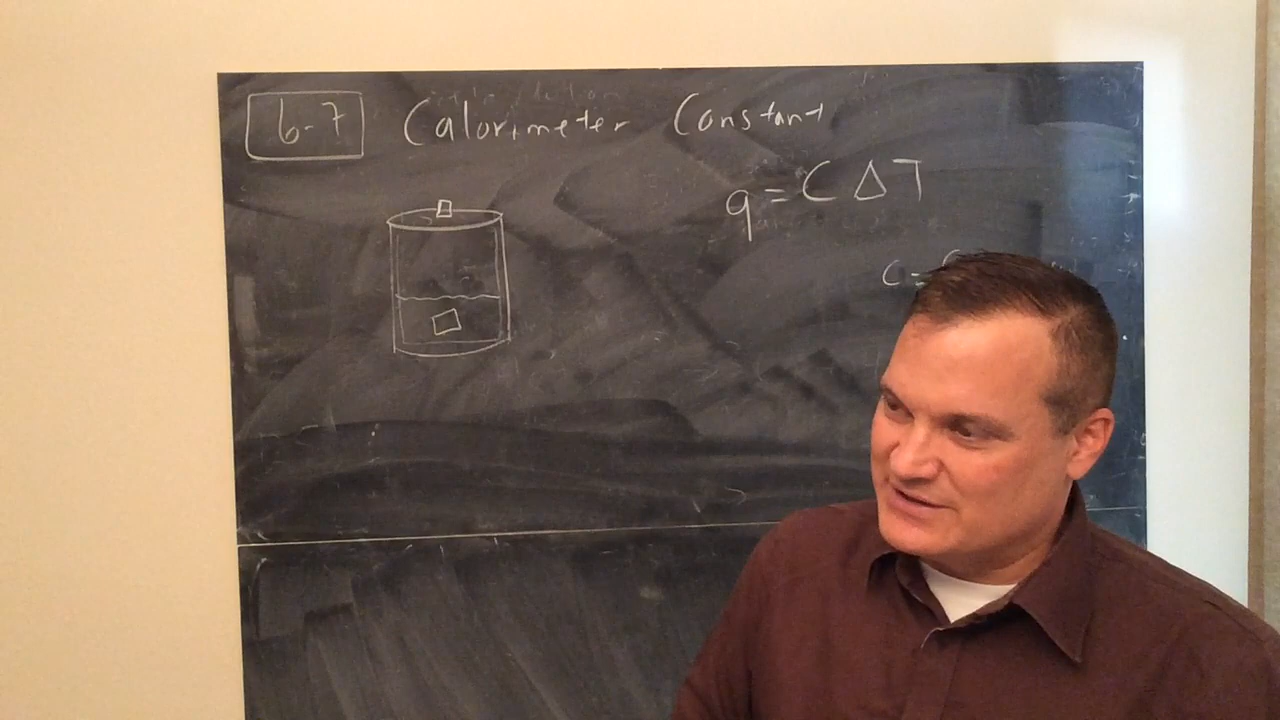 6-7 Calorimeter Constant
q = C ΔT
C =